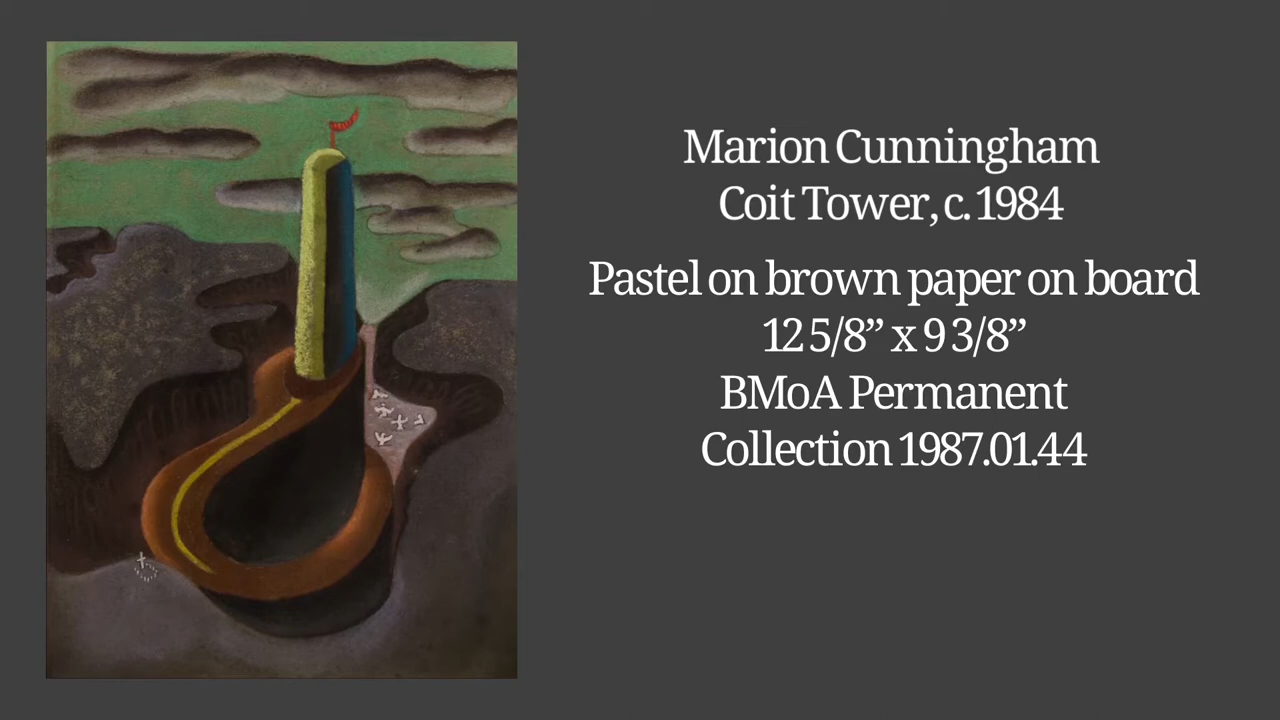 Marion Cunningham
Coit Tower, c. 1984
Pastel on brown paper on board
12 5/8” x 9 3/8”
BMoA Permanent
Collection 1987.01.44